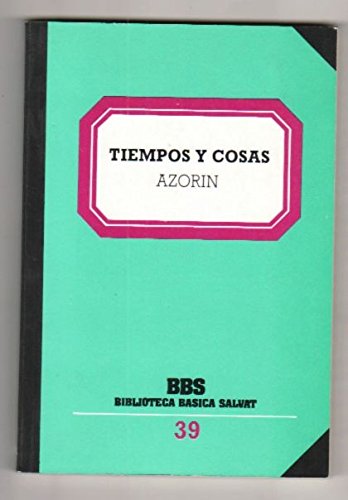 TIEMPOS Y COSAS
AZORIN
BBS
BIBLIOTECA BASICA SALVAT
39